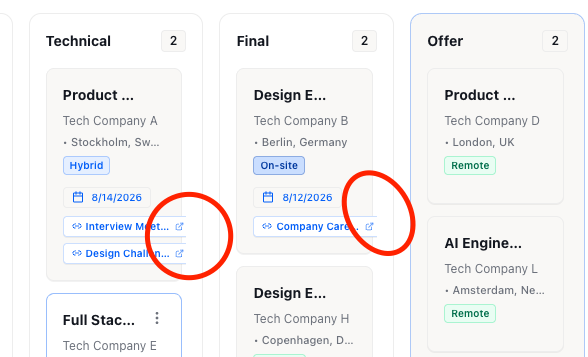 Technical 2
Product ...
Tech Company A
• Stockholm, Sw...
Hybrid
8/14/2026
Interview Meet...
Design Challen...
Full Stac...
Tech Company E
Final 2
Design E...
Tech Company B
• Berlin, Germany
On-site
8/12/2026
Company Care...
Design E...
Tech Company H
• Copenhagen, D...
Offer 2
Product ...
Tech Company D
• London, UK
Remote
AI Engine...
Tech Company L
• Amsterdam, Ne...
Remote